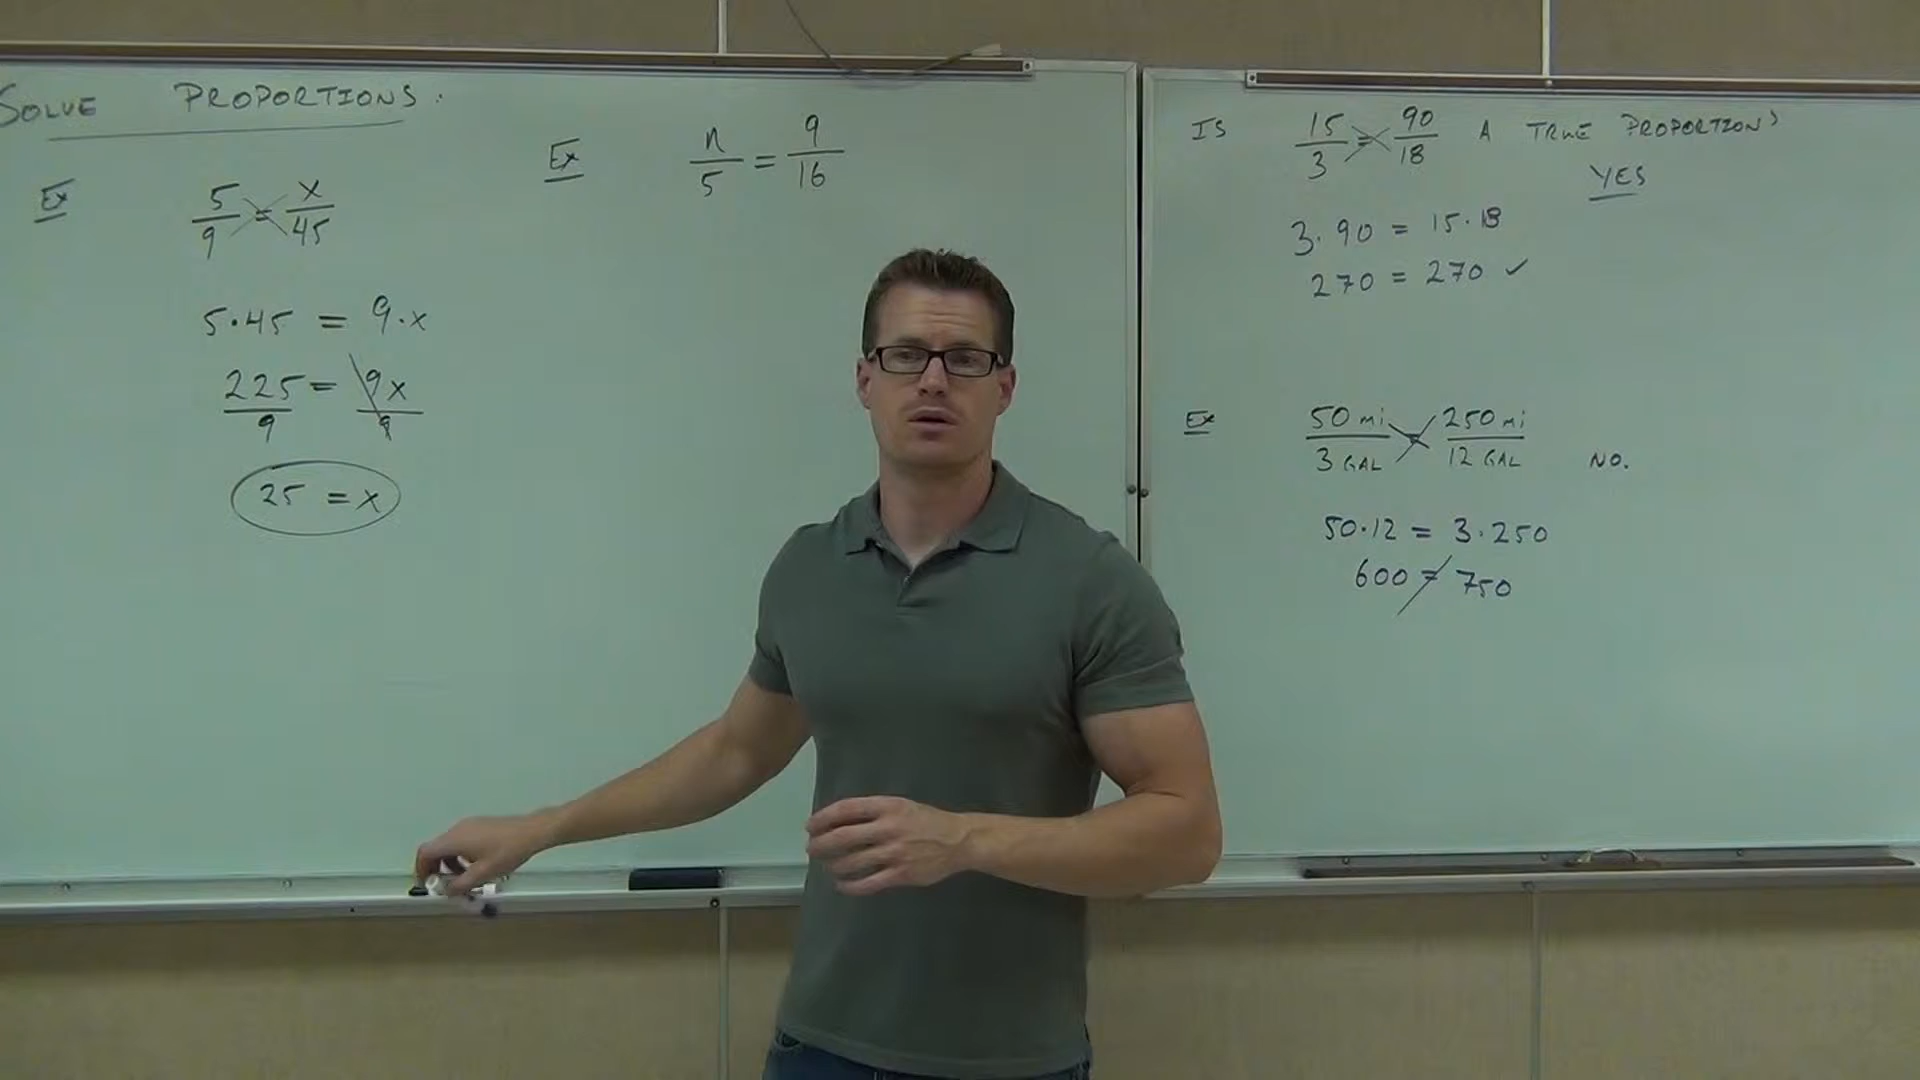 SOLVE PROPORTIONS:
Ex 5/9 = x/45
5·45 = 9·x
225/9 = 9x/9
25 = x
Ex n/5 = 9/16
IS 15/3 = 90/18 A TRUE PROPORTION?
YES
3·90 = 15·18
270 = 270 ✓
Ex 50 mi/3 GAL = 250 mi/12 GAL NO.
50·12 = 3·250
600 ≠ 750